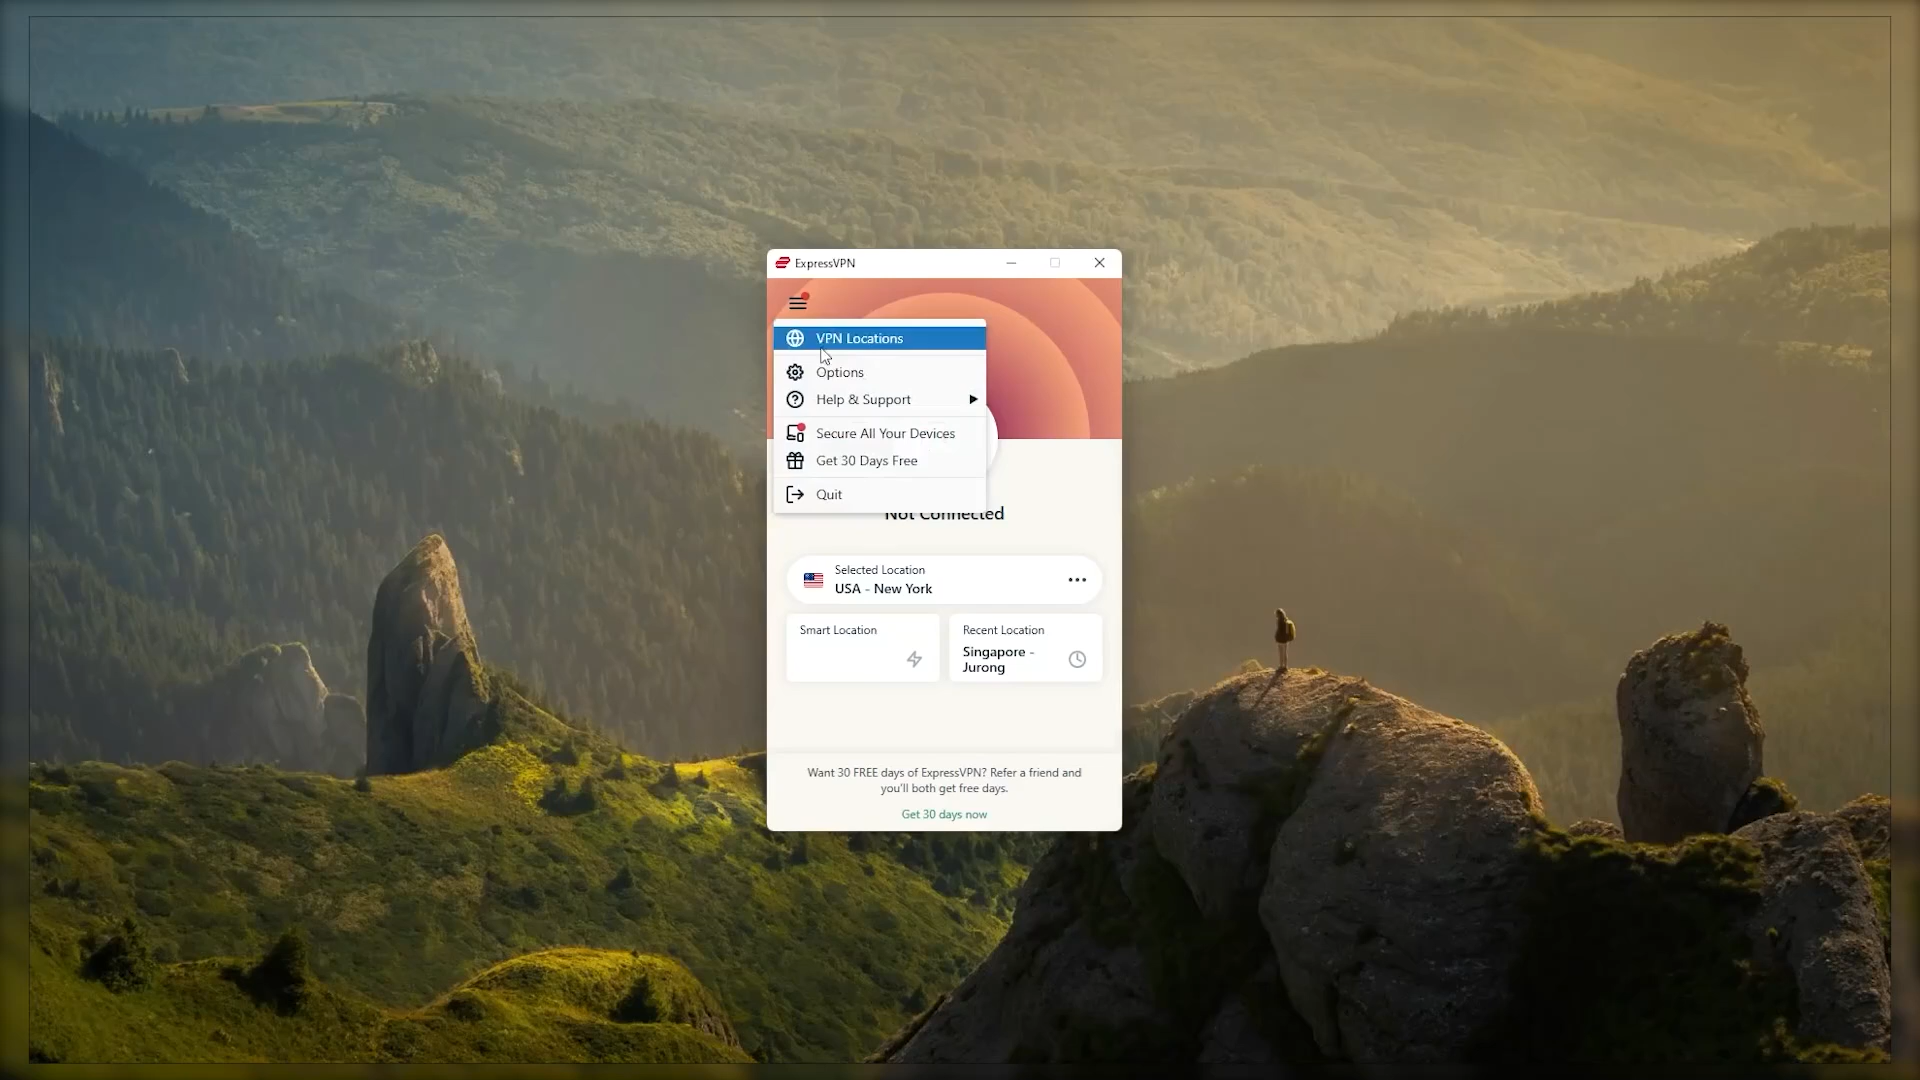 ExpressVPN
VPN Locations
Options
Help & Support
Secure All Your Devices
Get 30 Days Free
Quit
Not Connected
Selected Location
USA - New York
Smart Location
Recent Location
Singapore -
Jurong
Want 30 FREE days of ExpressVPN? Refer a friend and
you'll both get free days.
Get 30 days now